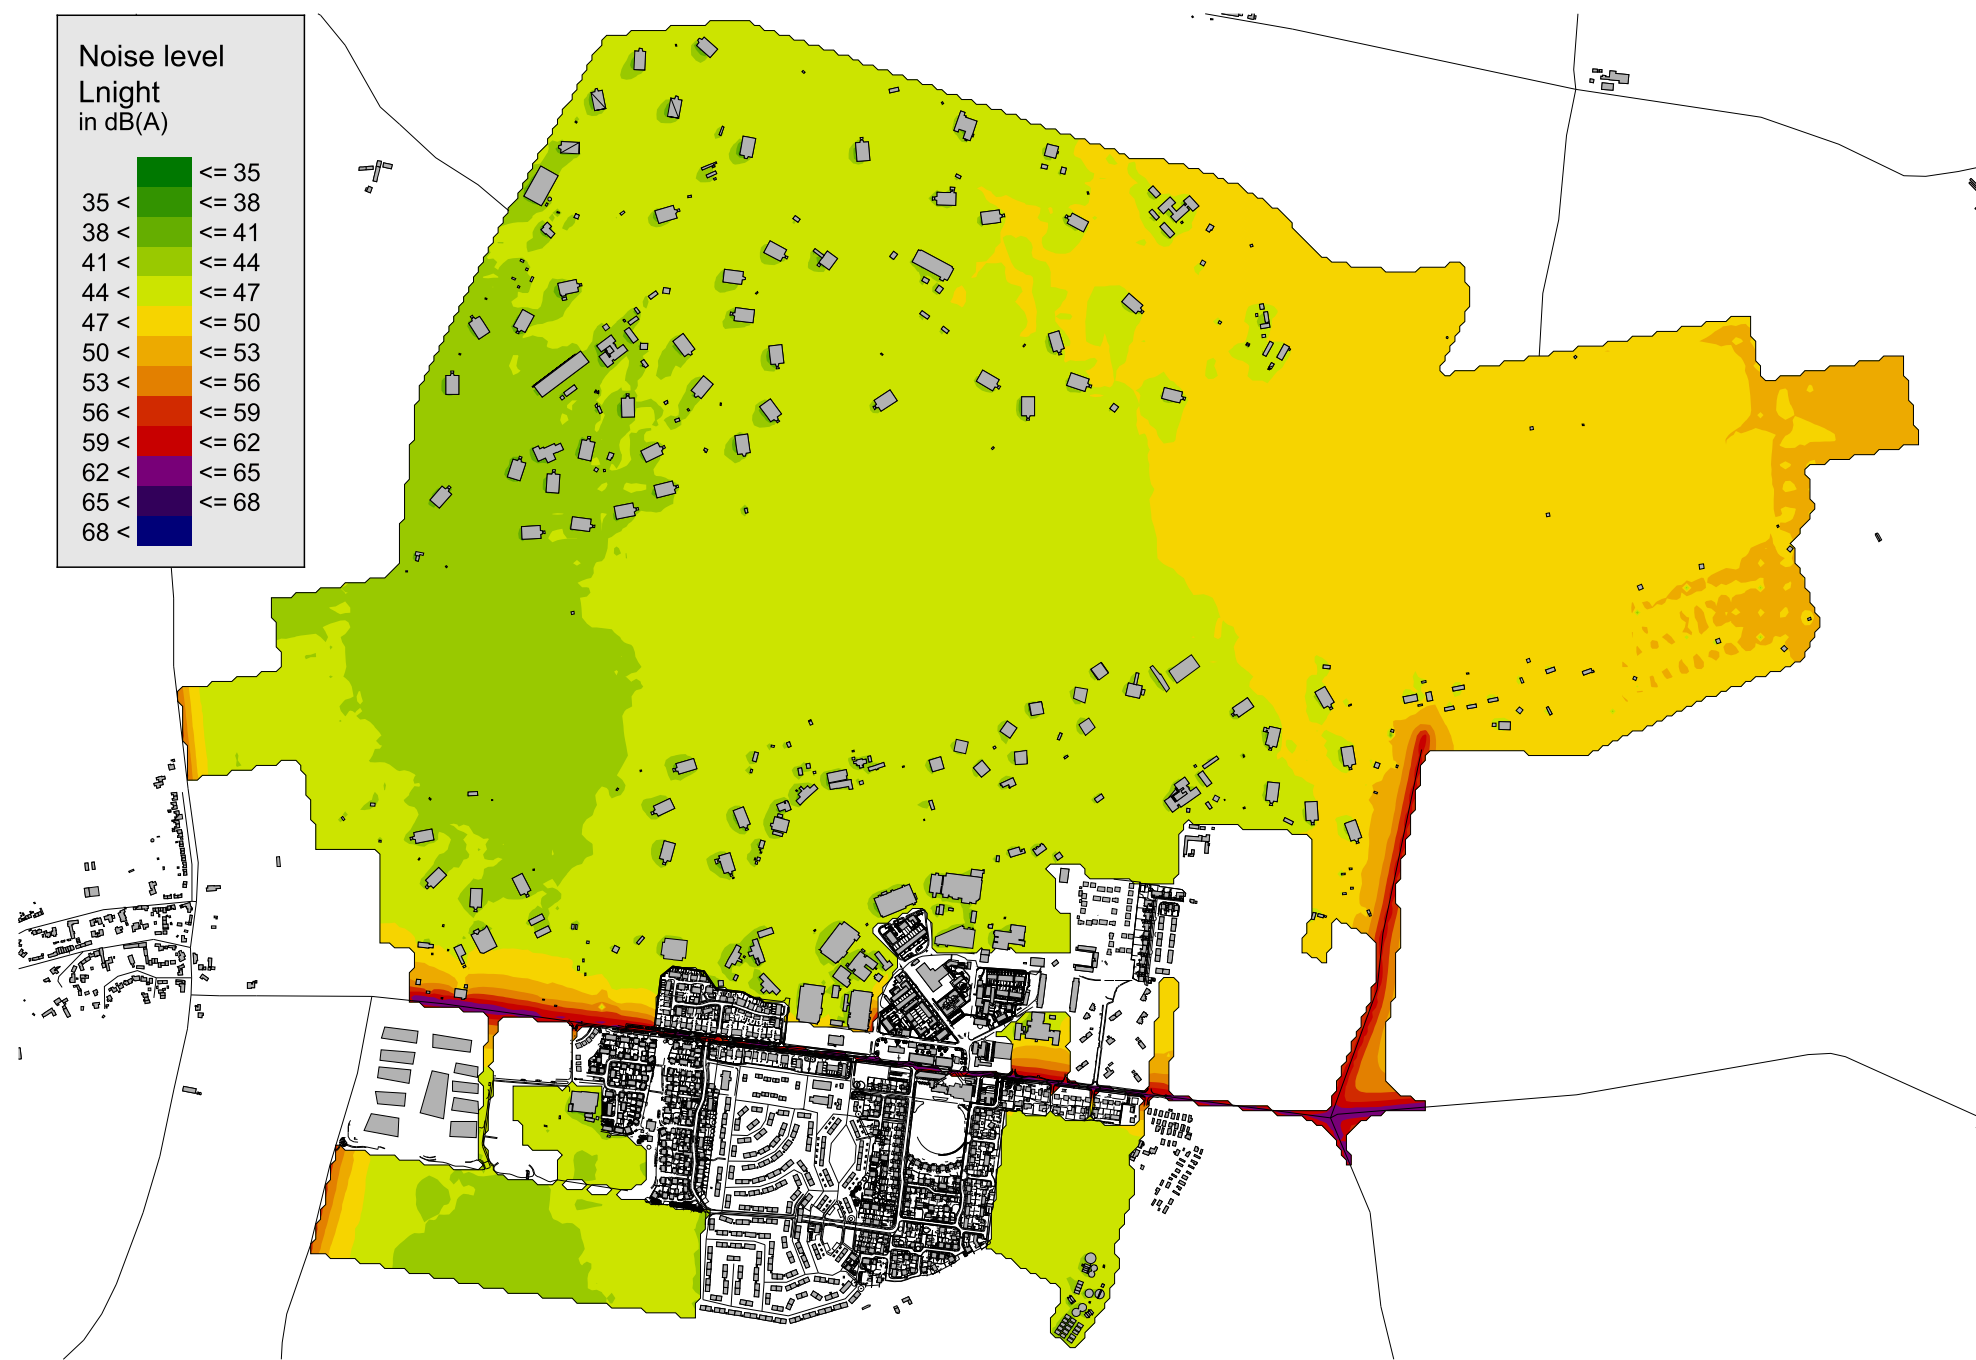 Noise level
Lnight
in dB(A)
<= 35
35 < <= 38
38 < <= 41
41 < <= 44
44 < <= 47
47 < <= 50
50 < <= 53
53 < <= 56
56 < <= 59
59 < <= 62
62 < <= 65
65 < <= 68
68 <